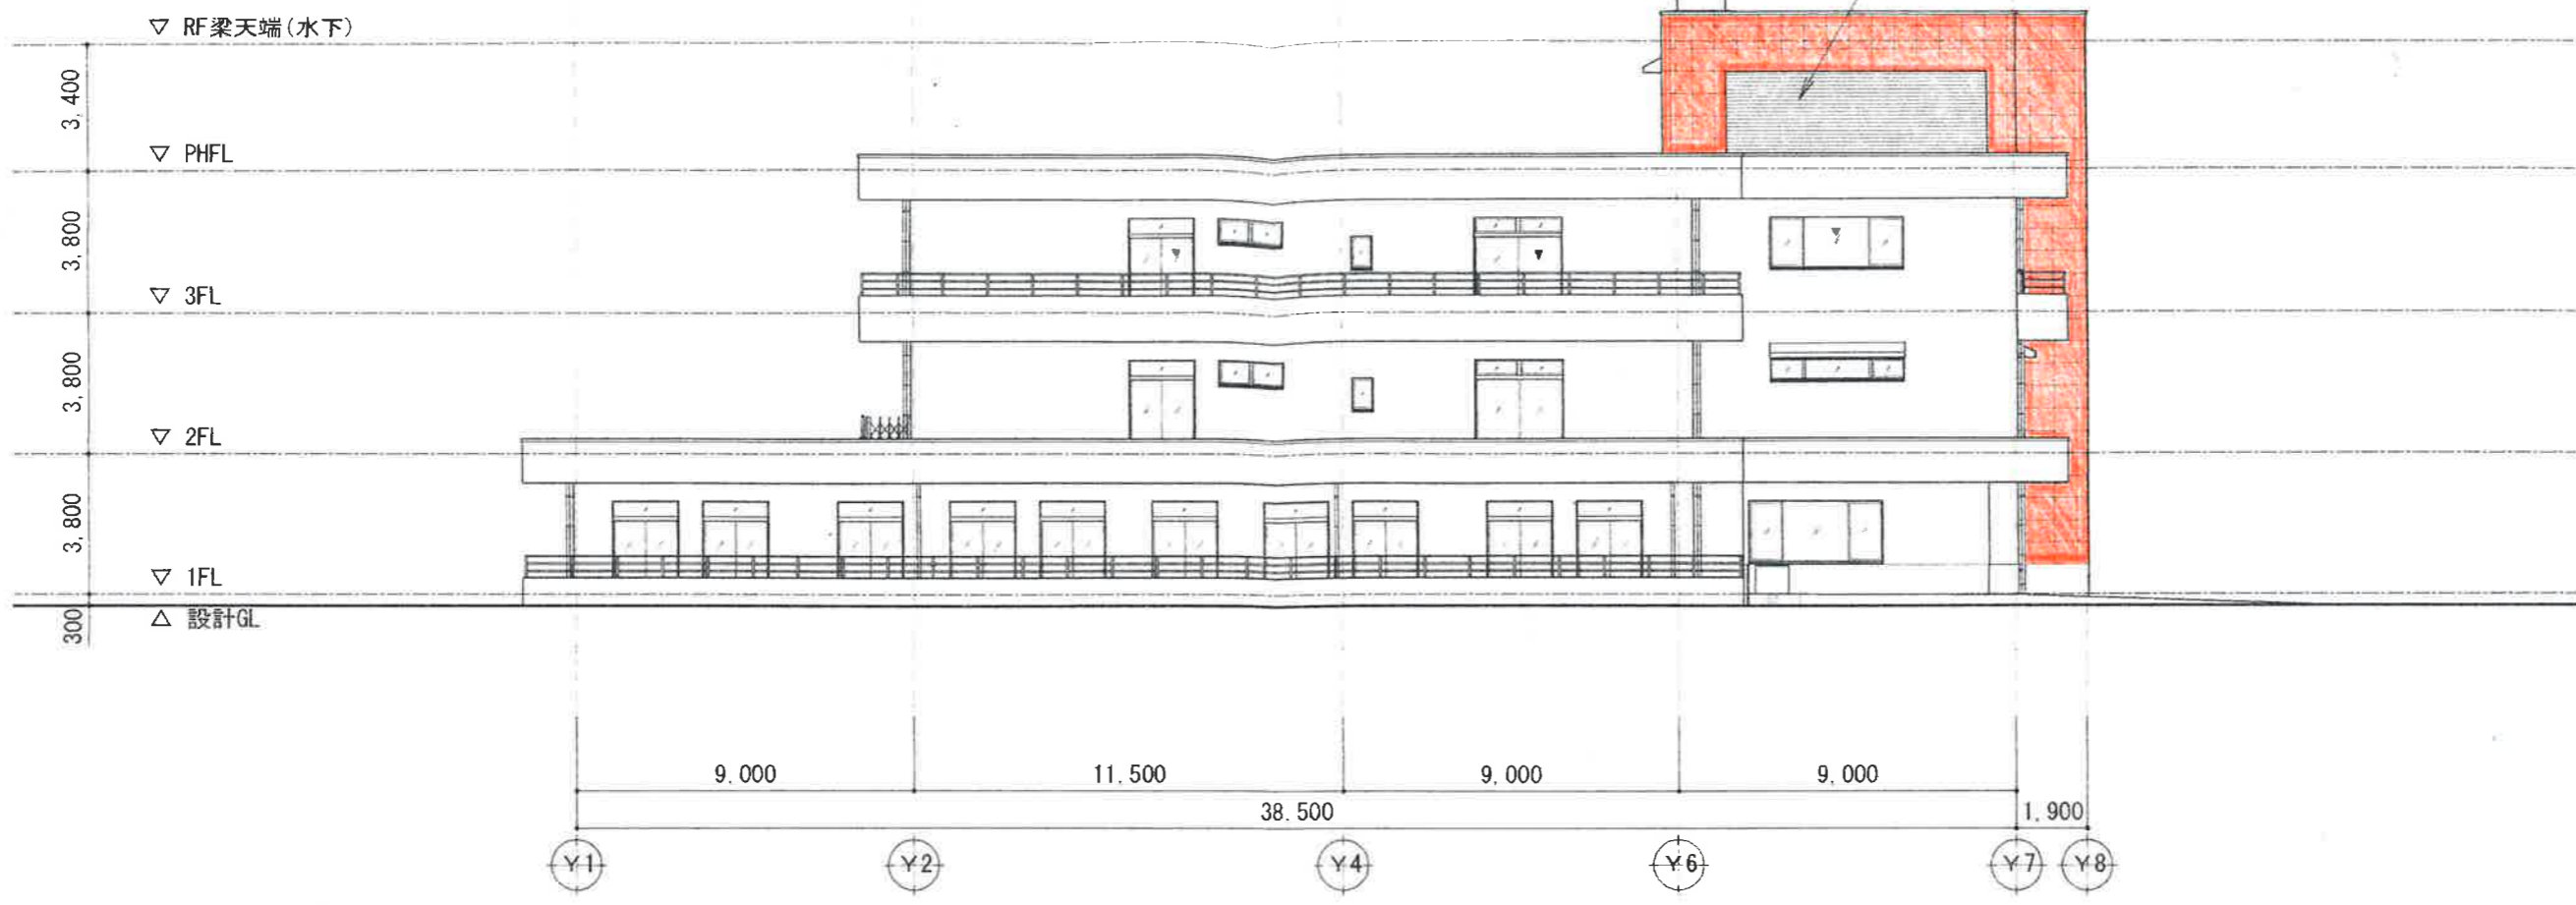 ▽ RF梁天端(水下)
3,400
▽ PHFL
3,800
▽ 3FL
3,800
▽ 2FL
3,800
▽ 1FL
300
△ 設計GL
9.000
11.500
9,000
9,000
38.500
1,900
Y1
Y2
Y4
Y6
Y7
Y8